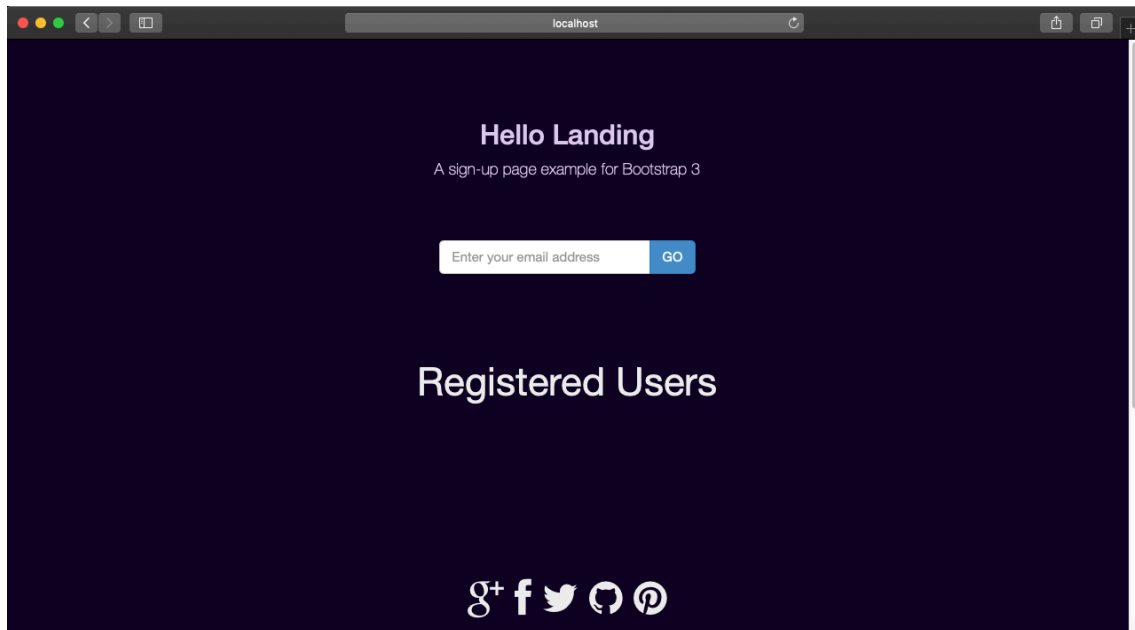 localhost
Hello Landing
A sign-up page example for Bootstrap 3
Enter your email address
GO
Registered Users
g+